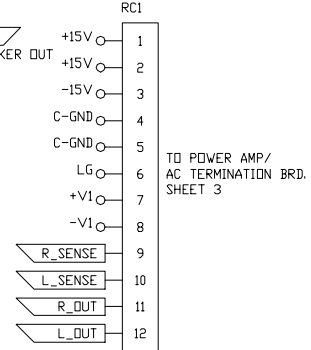 RC1
+15V 1
KER OUT
+15V 2
-15V 3
C-GND 4
C-GND 5
LG 6
+V1 7
-V1 8
R_SENSE 9
L_SENSE 10
R_OUT 11
L_OUT 12
TO POWER AMP/
AC TERMINATION BRD.
SHEET 3